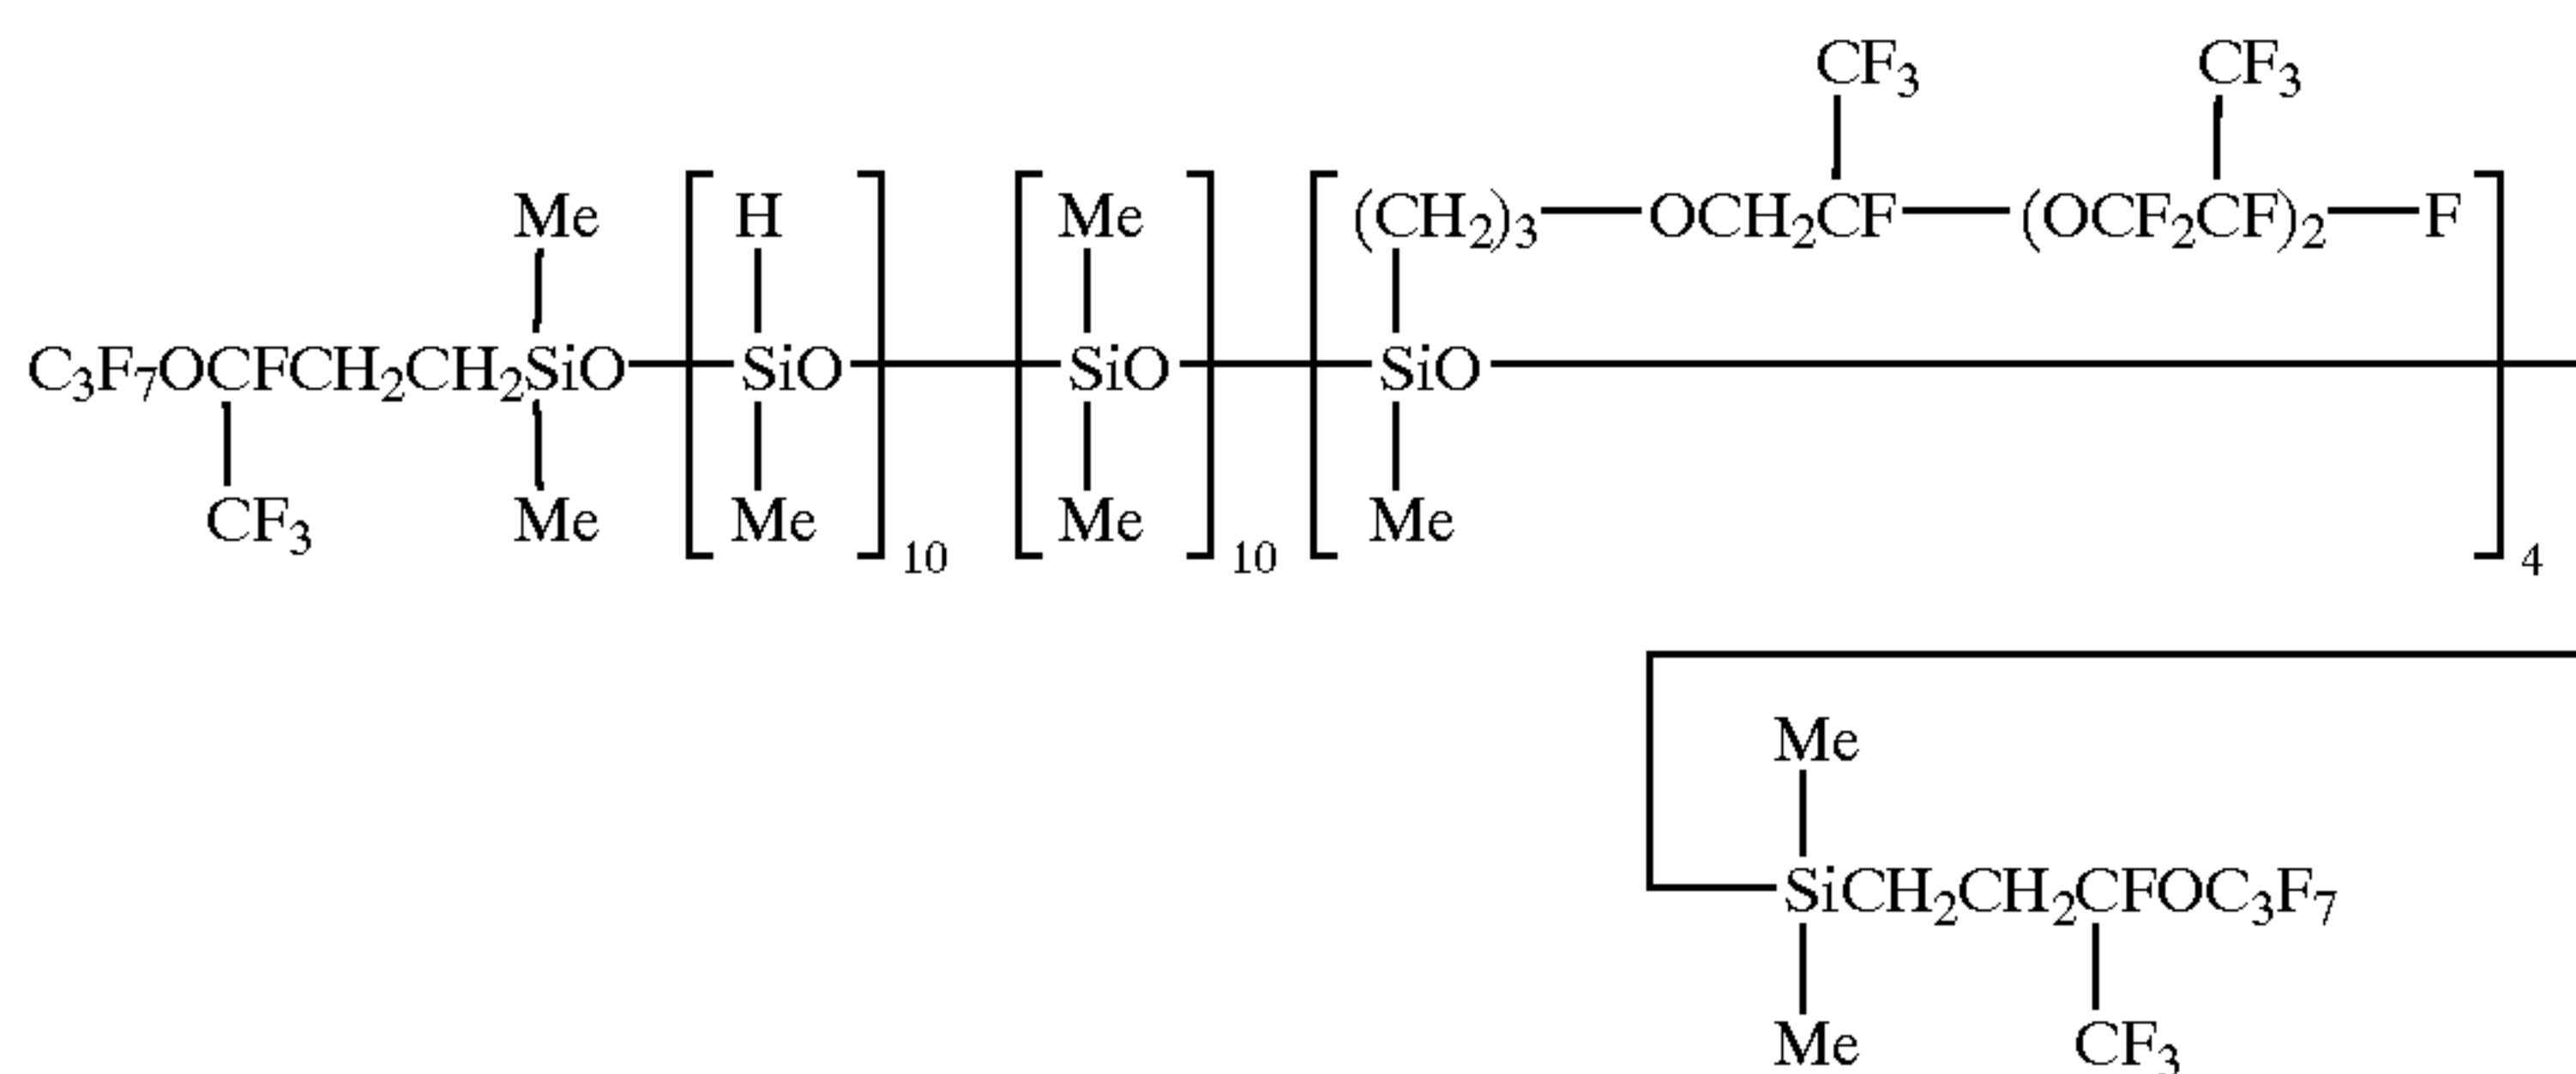 CF3 CF3
Me H Me (CH2)3—OCH2CF—(OCF2CF)2—F
C3F7OCFCH2CH2SiO—SiO—SiO—SiO
CF3 Me Me Me Me
10 10 4
Me
SiCH2CH2CFOC3F7
Me CF3